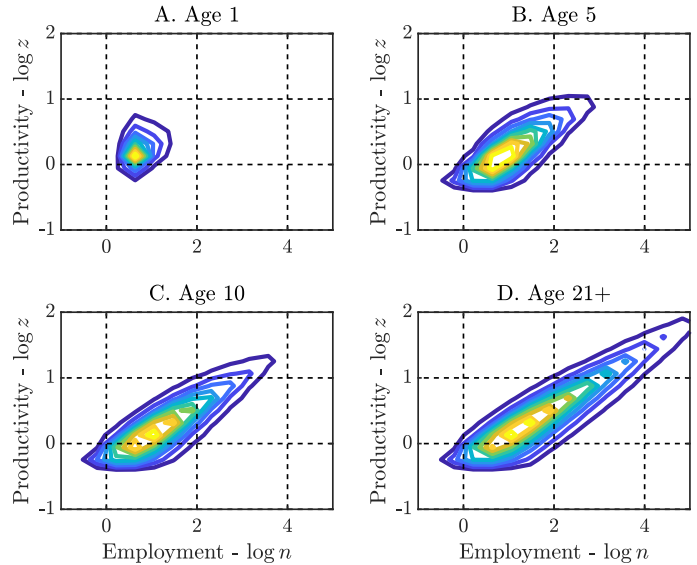 A. Age 1
B. Age 5
Productivity - log z
2
1
0
-1
0
2
4
Productivity - log z
2
1
0
-1
0
2
4
C. Age 10
D. Age 21+
Productivity - log z
2
1
0
-1
0
2
4
Employment - log n
Productivity - log z
2
1
0
-1
0
2
4
Employment - log n